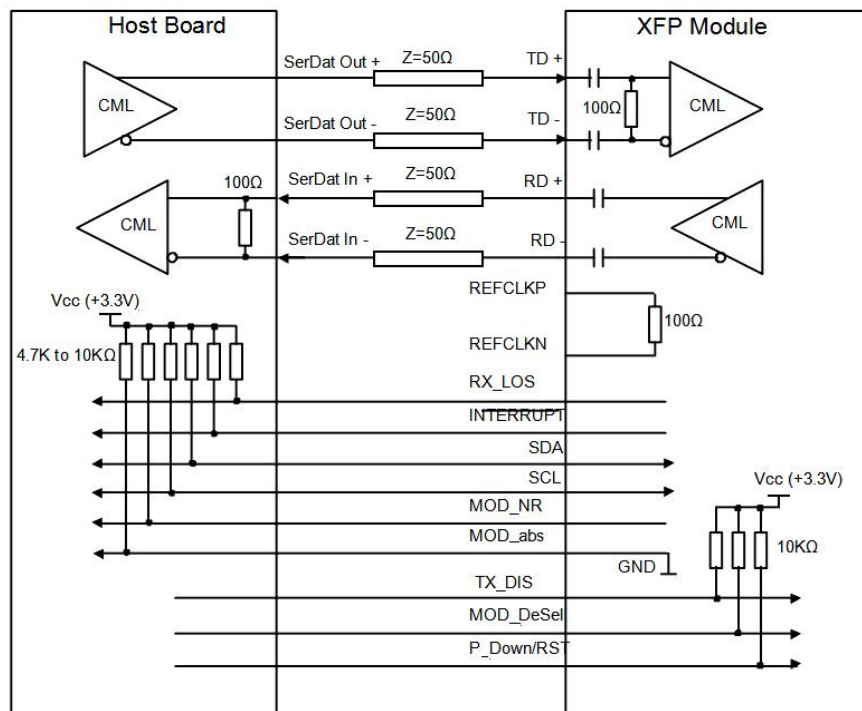 Host Board
XFP Module
SerDat Out +
Z=50Ω
TD +
CML
CML
100Ω
SerDat Out -
Z=50Ω
TD -
100Ω
SerDat In +
Z=50Ω
RD +
CML
CML
SerDat In -
Z=50Ω
RD -
REFCLKP
Vcc (+3.3V)
100Ω
4.7K to 10KΩ
REFCLKN
RX_LOS
INTERRUPT
SDA
SCL
Vcc (+3.3V)
MOD_NR
MOD_abs
10KΩ
GND
TX_DIS
MOD_DeSel
P_Down/RST